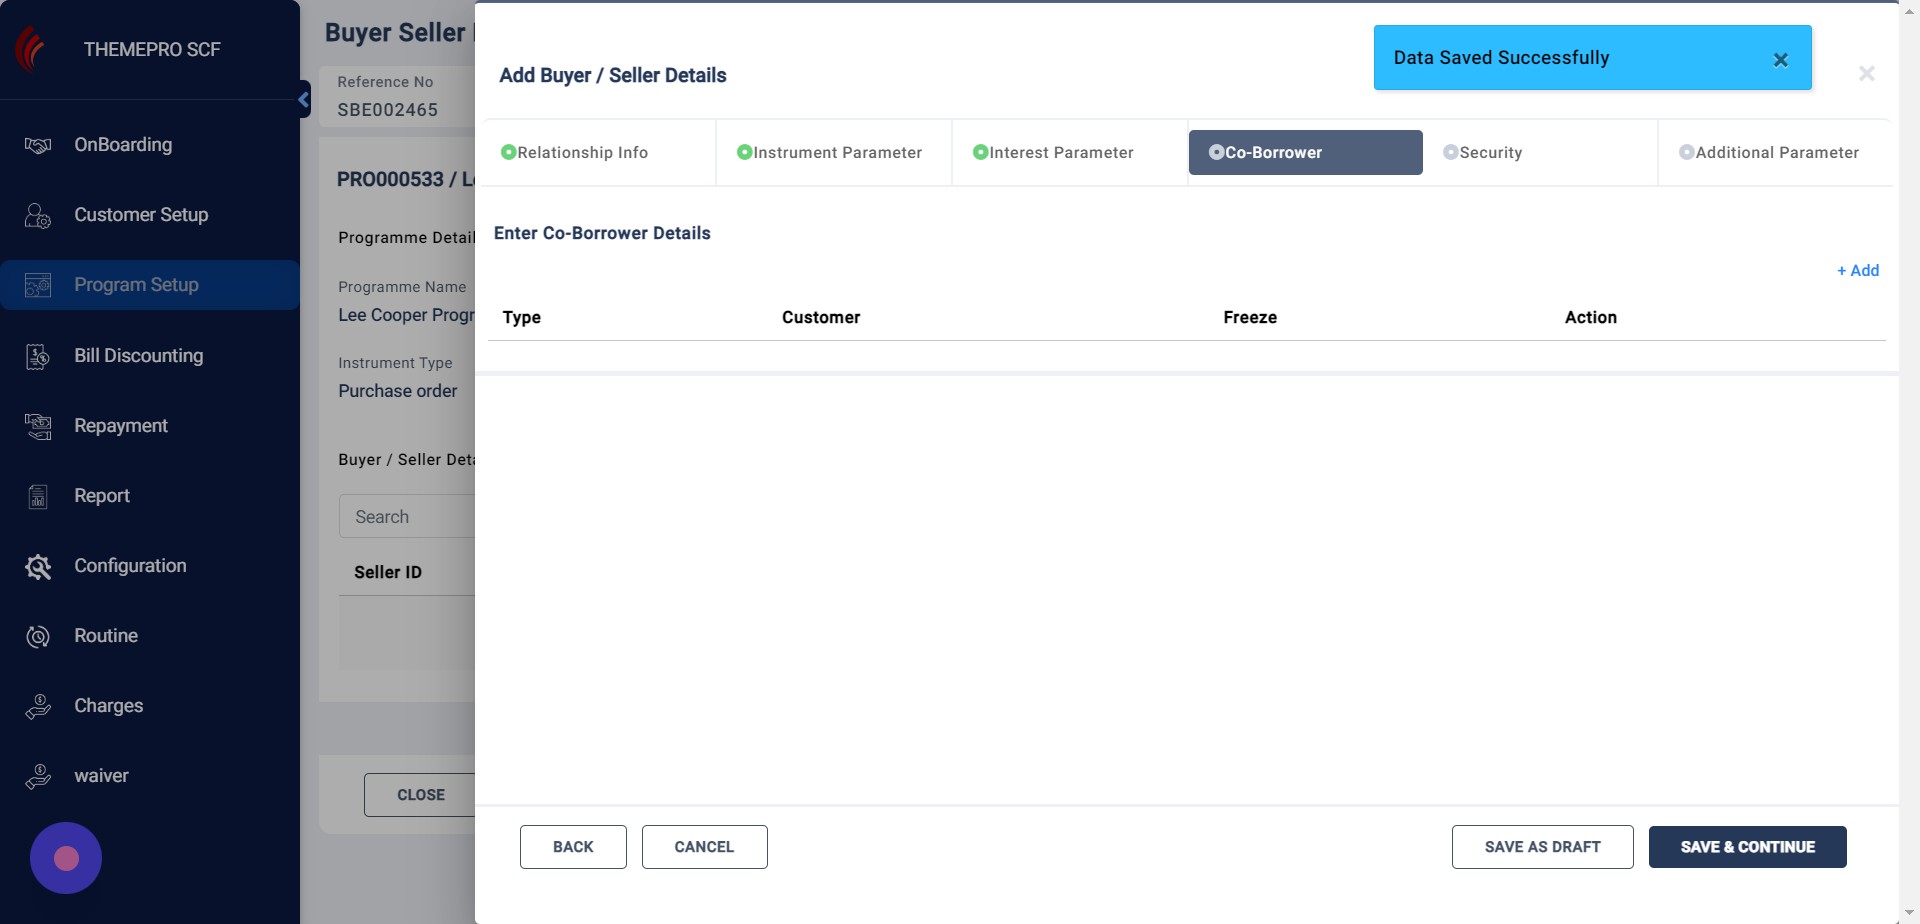 THEMEPRO SCF
OnBoarding
Customer Setup
Program Setup
Bill Discounting
Repayment
Report
Configuration
Routine
Charges
waiver
Buyer Seller
Reference No
SBE002465
PRO000533 / L
Programme Detail
Programme Name
Lee Cooper Progr
Instrument Type
Purchase order
Buyer / Seller Deta
Search
Seller ID
CLOSE
Add Buyer / Seller Details
Data Saved Successfully
Relationship Info
Instrument Parameter
Interest Parameter
Co-Borrower
Security
Additional Parameter
Enter Co-Borrower Details
+ Add
Type Customer Freeze Action
BACK
CANCEL
SAVE AS DRAFT
SAVE & CONTINUE